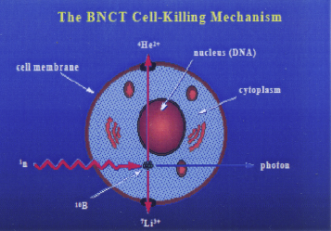 The BNCT Cell-Killing Mechanism
⁴He²⁺
nucleus (DNA)
cell membrane
cytoplasm
¹n
photon
¹⁰B
⁷Li³⁺